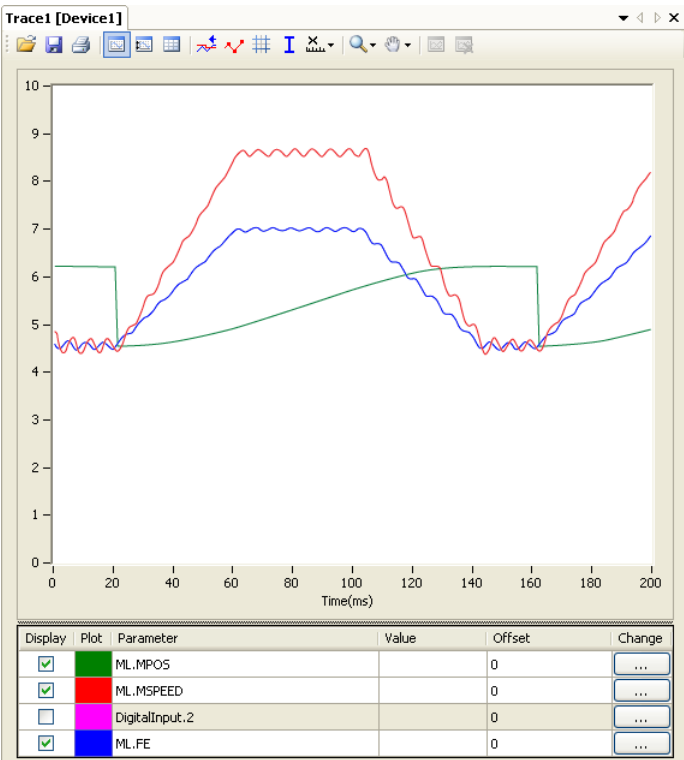 Trace1 [Device1]
10
9
8
7
6
5
4
3
2
1
0
0 20 40 60 80 100 120 140 160 180 200
Time(ms)
Display Plot Parameter Value Offset Change
ML.MPOS 0 ...
ML.MSPEED 0 ...
DigitalInput.2 0 ...
ML.FE 0 ...